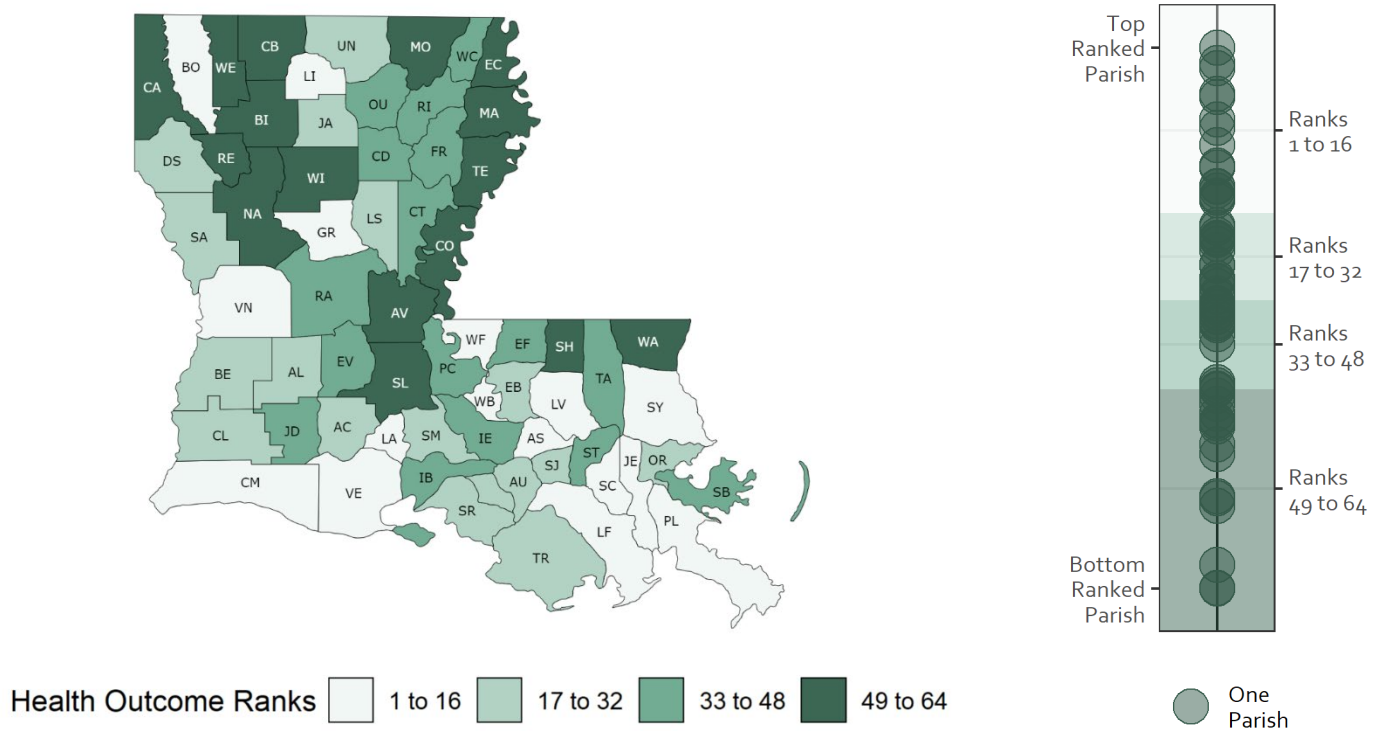 CA
BO
WE
CB
UN
MO
WC
EC
LI
BI
JA
OU
RI
MA
DS
RE
WI
CD
FR
TE
NA
LS
CT
SA
GR
CO
VN
RA
AV
WF
EF
SH
WA
BE
AL
EV
SL
PC
EB
TA
WB
LV
SY
CL
JD
AC
LA
SM
IE
AS
ST
JE
OR
CM
VE
IB
AU
SJ
SC
SB
SR
LF
PL
TR
Top
Ranked
Parish
Ranks
1 to 16
Ranks
17 to 32
Ranks
33 to 48
Ranks
49 to 64
Bottom
Ranked
Parish
Health Outcome Ranks
1 to 16
17 to 32
33 to 48
49 to 64
One
Parish